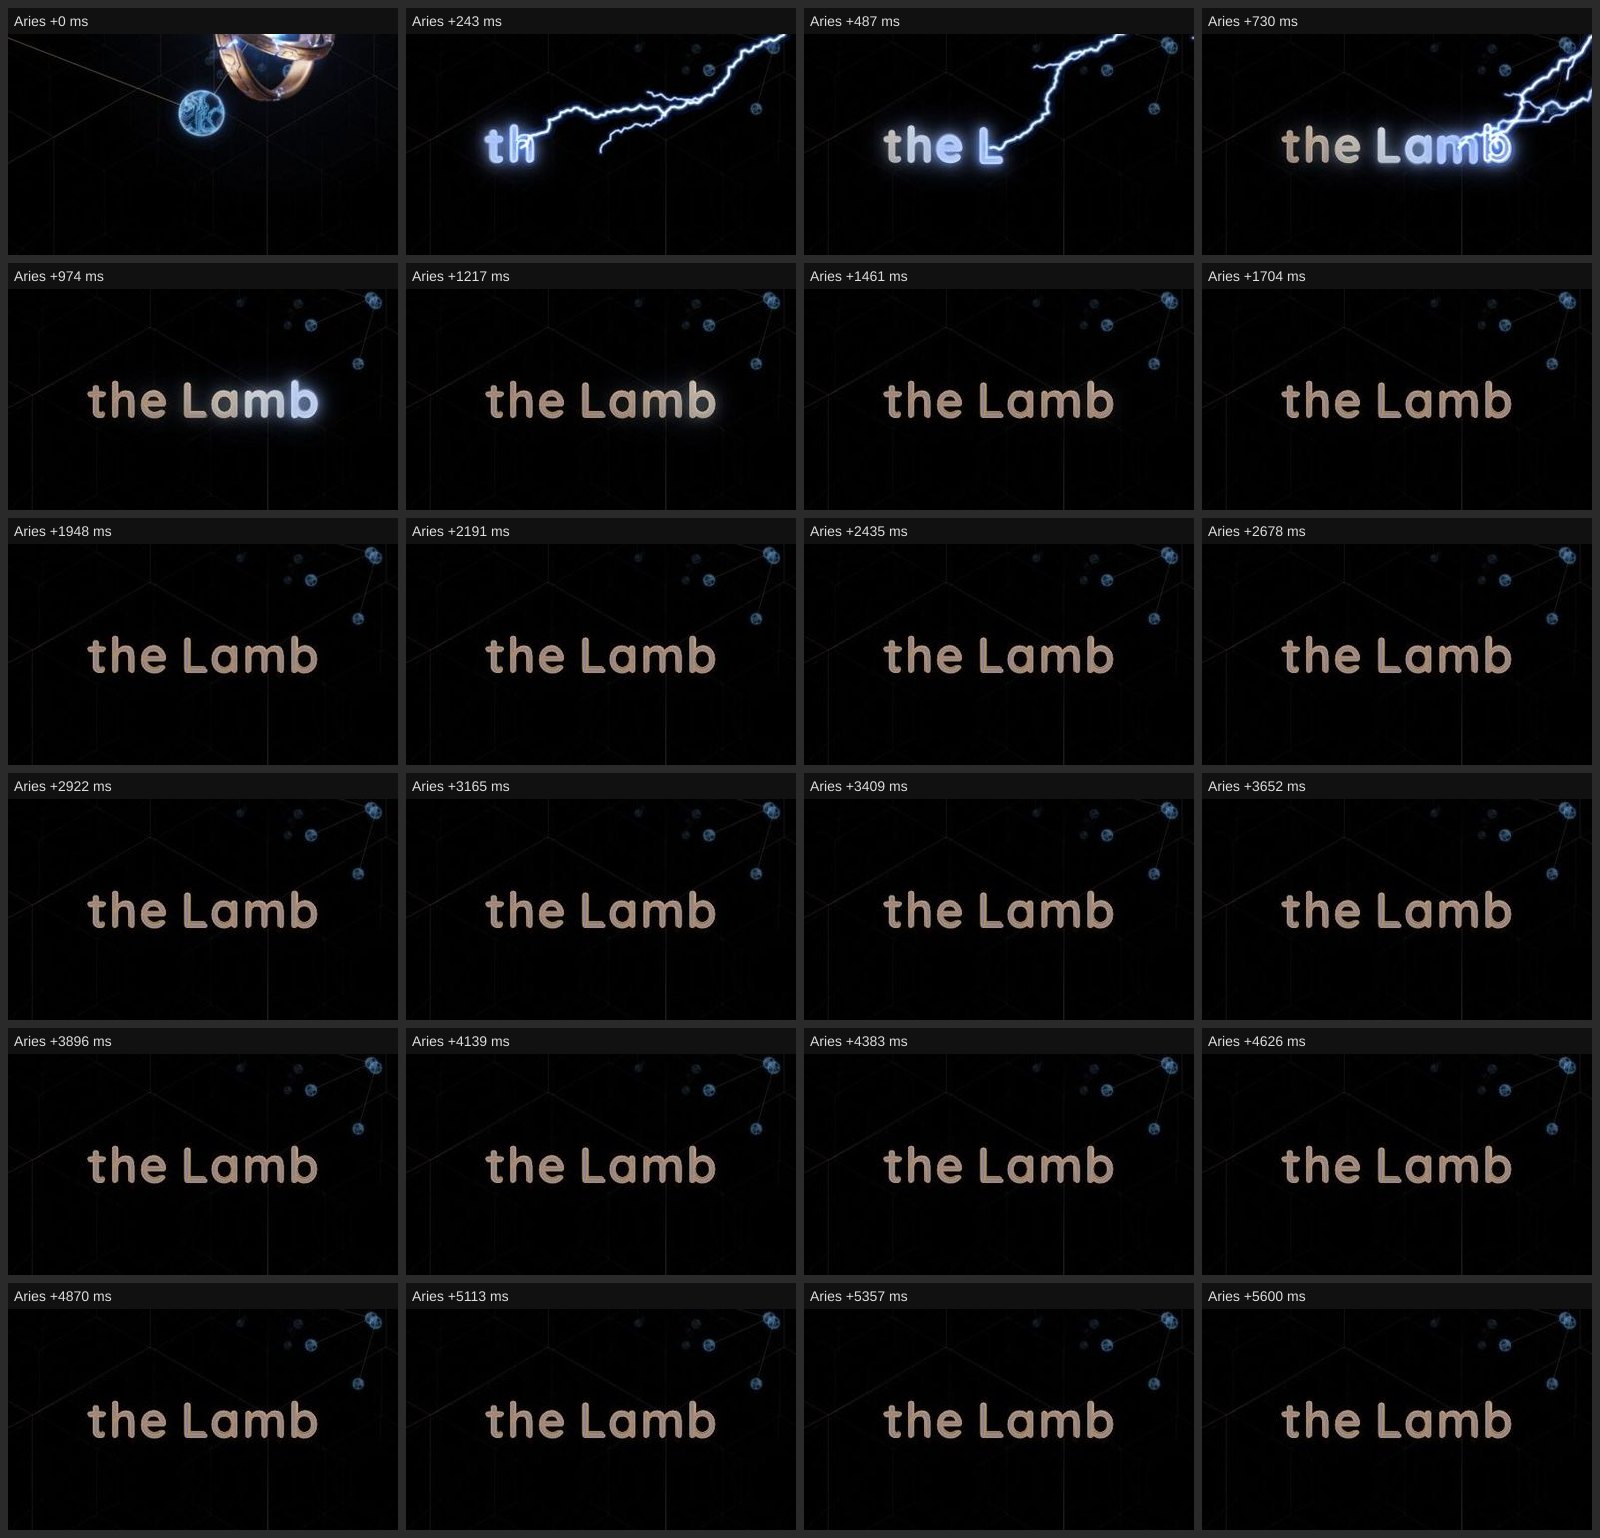 Aries +0 ms
Aries +243 ms
th
Aries +487 ms
the L
Aries +730 ms
the Lamb
Aries +974 ms
the Lamb
Aries +1217 ms
the Lamb
Aries +1461 ms
the Lamb
Aries +1704 ms
the Lamb
Aries +1948 ms
the Lamb
Aries +2191 ms
the Lamb
Aries +2435 ms
the Lamb
Aries +2678 ms
the Lamb
Aries +2922 ms
the Lamb
Aries +3165 ms
the Lamb
Aries +3409 ms
the Lamb
Aries +3652 ms
the Lamb
Aries +3896 ms
the Lamb
Aries +4139 ms
the Lamb
Aries +4383 ms
the Lamb
Aries +4626 ms
the Lamb
Aries +4870 ms
the Lamb
Aries +5113 ms
the Lamb
Aries +5357 ms
the Lamb
Aries +5600 ms
the Lamb